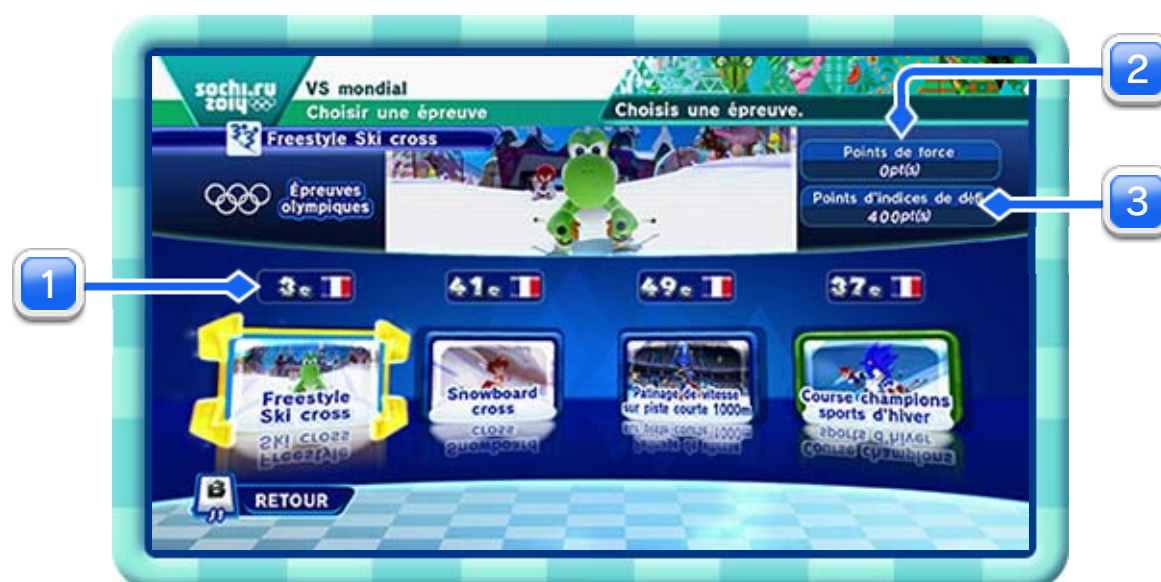 sochi.ru
2014
VS mondial
Choisir une épreuve
Choisis une épreuve.
2
Freestyle Ski cross
Points de force
0pt(s)
Épreuves
olympiques
Points d'indices de défi
400pt(s)
3
1
3e
41e
49e
37e
Freestyle
Ski cross
Snowboard
cross
Patinage de vitesse
sur piste courte 1000m
Course champions
sports d'hiver
B
J1
RETOUR